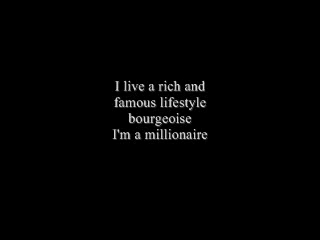 I live a rich and
famous lifestyle
bourgeoise
I'm a millionaire